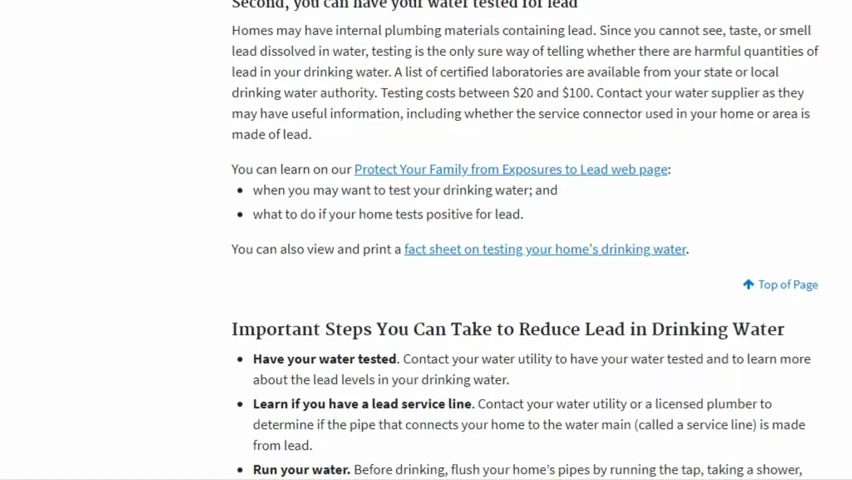 Second, you can have your water tested for lead
Homes may have internal plumbing materials containing lead. Since you cannot see, taste, or smell
lead dissolved in water, testing is the only sure way of telling whether there are harmful quantities of
lead in your drinking water. A list of certified laboratories are available from your state or local
drinking water authority. Testing costs between $20 and $100. Contact your water supplier as they
may have useful information, including whether the service connector used in your home or area is
made of lead.
You can learn on our Protect Your Family from Exposures to Lead web page:
• when you may want to test your drinking water; and
• what to do if your home tests positive for lead.
You can also view and print a fact sheet on testing your home's drinking water.
Top of Page
Important Steps You Can Take to Reduce Lead in Drinking Water
• Have your water tested. Contact your water utility to have your water tested and to learn more
about the lead levels in your drinking water.
• Learn if you have a lead service line. Contact your water utility or a licensed plumber to
determine if the pipe that connects your home to the water main (called a service line) is made
from lead.
• Run your water. Before drinking, flush your home's pipes by running the tap, taking a shower,